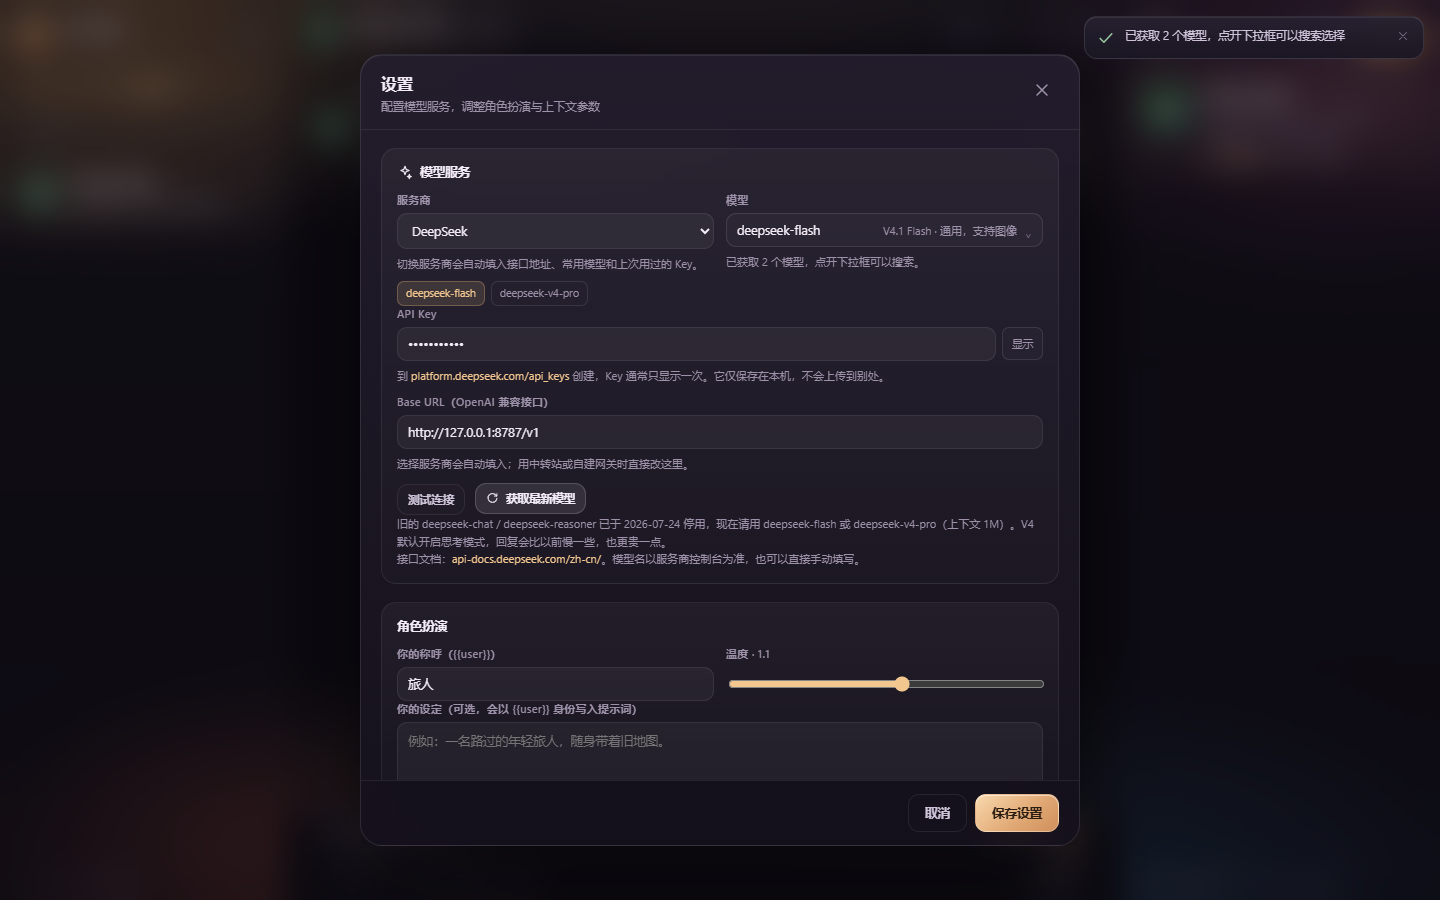 已获取 2 个模型，点开下拉框可以搜索选择
设置
配置模型服务，调整角色扮演与上下文参数
模型服务
服务商
模型
DeepSeek
deepseek-flash
V4.1 Flash · 通用，支持图像
切换服务商会自动填入接口地址、常用模型和上次用过的 Key。
已获取 2 个模型，点开下拉框可以搜索。
deepseek-flash
deepseek-v4-pro
API Key
•••••••••••
显示
到 platform.deepseek.com/api_keys 创建，Key 通常只显示一次。它仅保存在本机，不会上传到别处。
Base URL（OpenAI 兼容接口）
http://127.0.0.1:8787/v1
选择服务商会自动填入；用中转站或自建网关时直接改这里。
测试连接
获取最新模型
旧的 deepseek-chat / deepseek-reasoner 已于 2026-07-24 停用，现在请用 deepseek-flash 或 deepseek-v4-pro（上下文 1M）。V4
默认开启思考模式，回复会比以前慢一些，也更贵一点。
接口文档：api-docs.deepseek.com/zh-cn/。模型名以服务商控制台为准，也可以直接手动填写。
角色扮演
你的称呼（{{user}}）
温度 · 1.1
旅人
你的设定（可选，会以 {{user}} 身份写入提示词）
例如：一名路过的年轻旅人，随身带着旧地图。
取消
保存设置